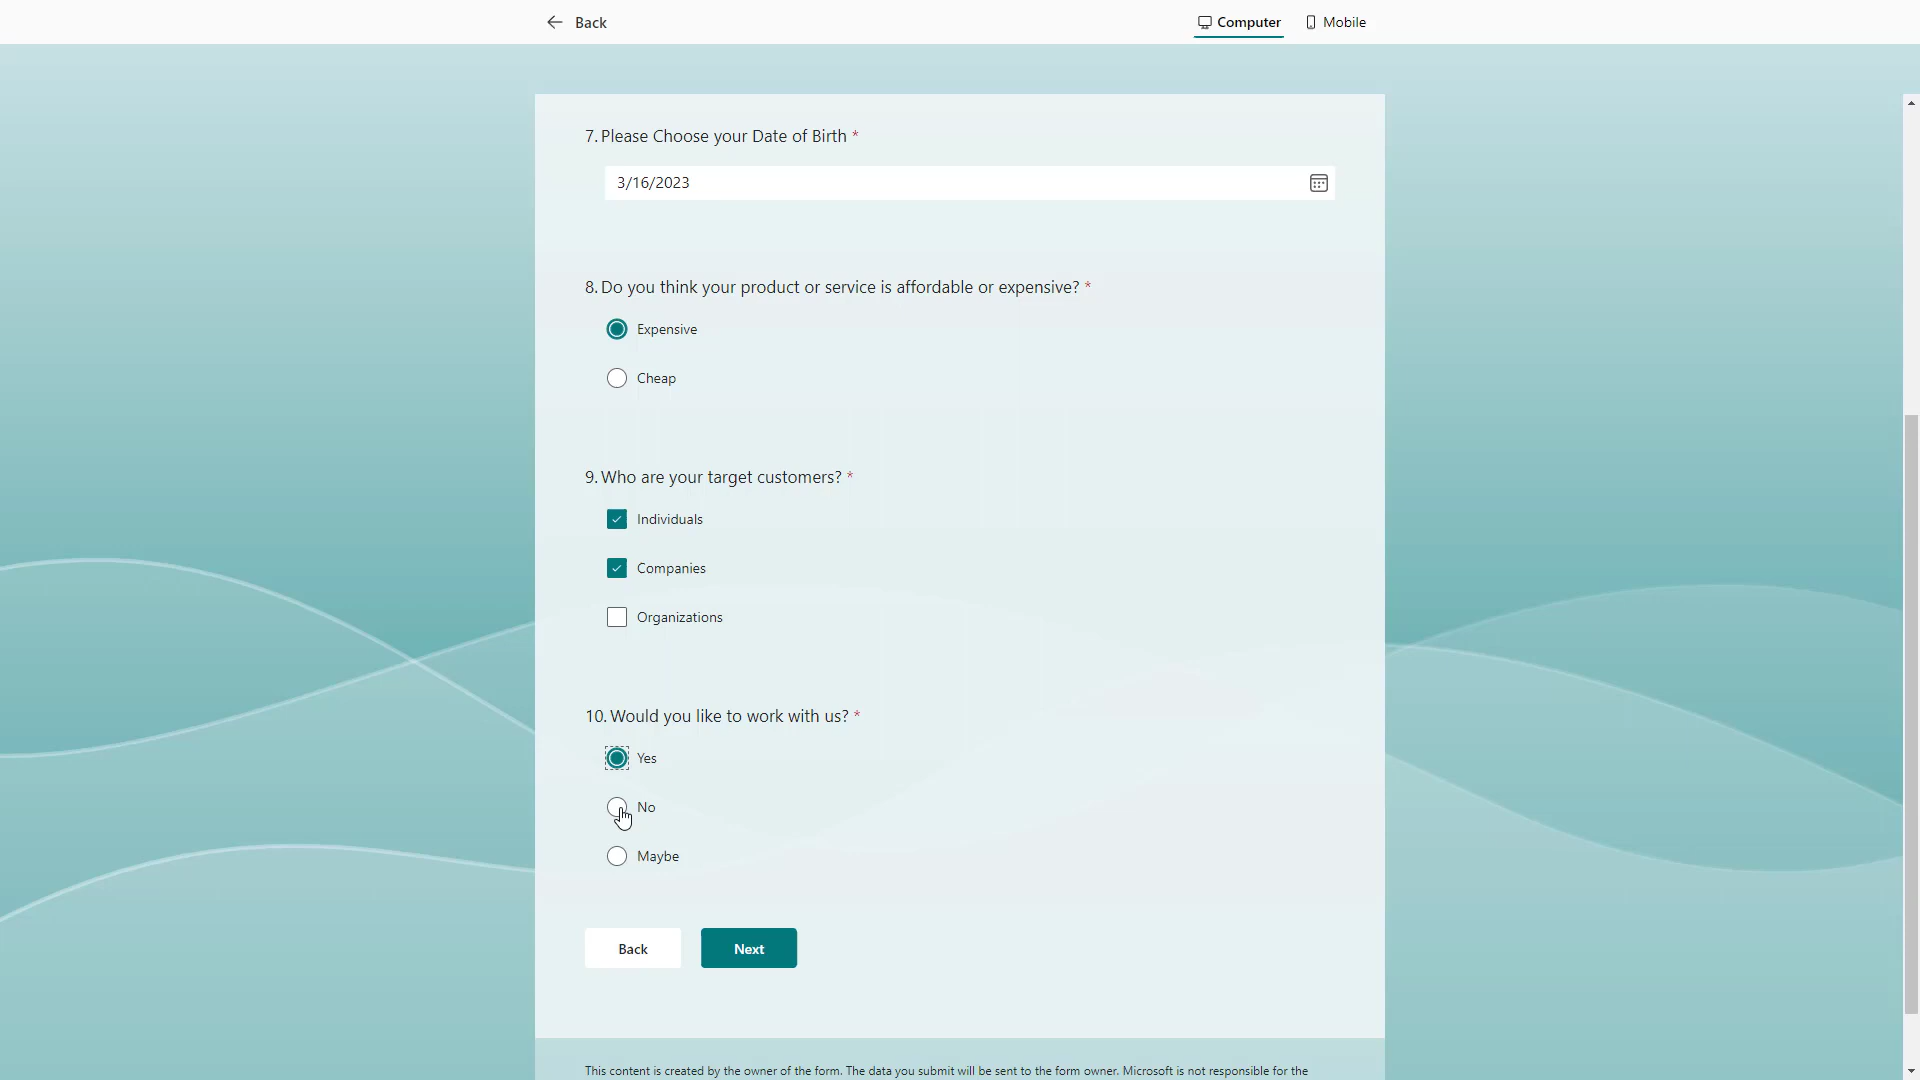 Back
Computer
Mobile
7. Please Choose your Date of Birth *
3/16/2023
8. Do you think your product or service is affordable or expensive? *
Expensive
Cheap
9. Who are your target customers? *
Individuals
Companies
Organizations
10. Would you like to work with us? *
Yes
No
Maybe
Back
Next
This content is created by the owner of the form. The data you submit will be sent to the form owner. Microsoft is not responsible for the